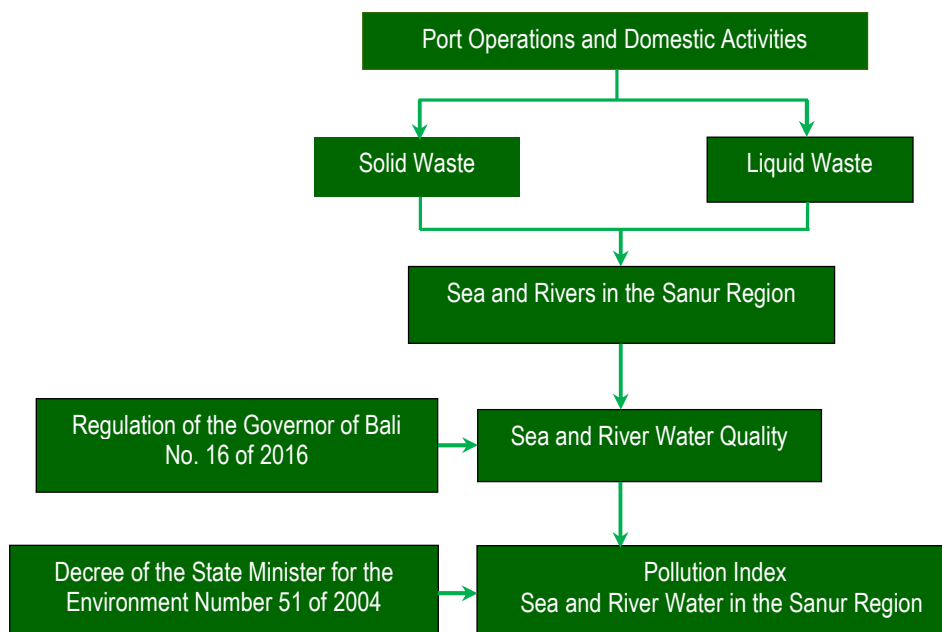 Port Operations and Domestic Activities
Solid Waste
Liquid Waste
Sea and Rivers in the Sanur Region
Regulation of the Governor of Bali
No. 16 of 2016
Sea and River Water Quality
Decree of the State Minister for the
Environment Number 51 of 2004
Pollution Index
Sea and River Water in the Sanur Region